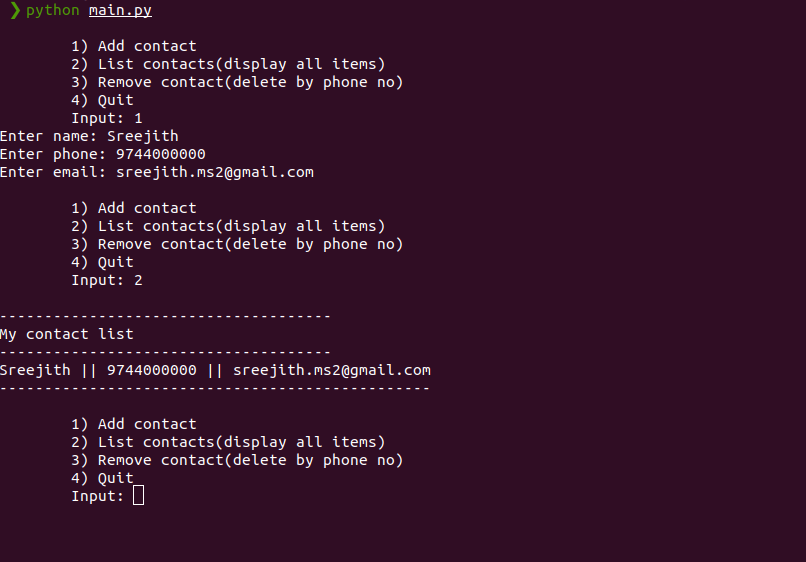 ❯ python main.py
1) Add contact
2) List contacts(display all items)
3) Remove contact(delete by phone no)
4) Quit
Input: 1
Enter name: Sreejith
Enter phone: 9744000000
Enter email: sreejith.ms2@gmail.com
1) Add contact
2) List contacts(display all items)
3) Remove contact(delete by phone no)
4) Quit
Input: 2
-------------------------------------
My contact list
-------------------------------------
Sreejith || 9744000000 || sreejith.ms2@gmail.com
------------------------------------------------
1) Add contact
2) List contacts(display all items)
3) Remove contact(delete by phone no)
4) Quit
Input: